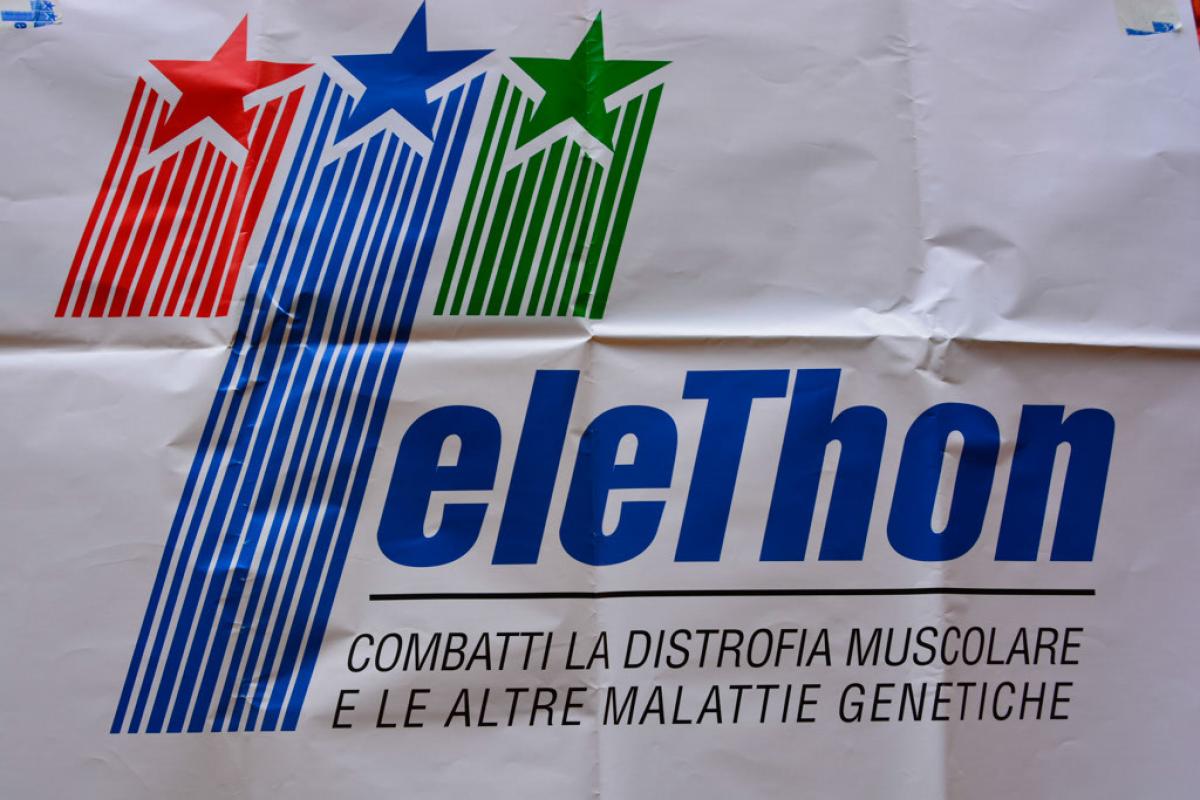 TeleThon
COMBATTI LA DISTROFIA MUSCOLARE
E LE ALTRE MALATTIE GENETICHE